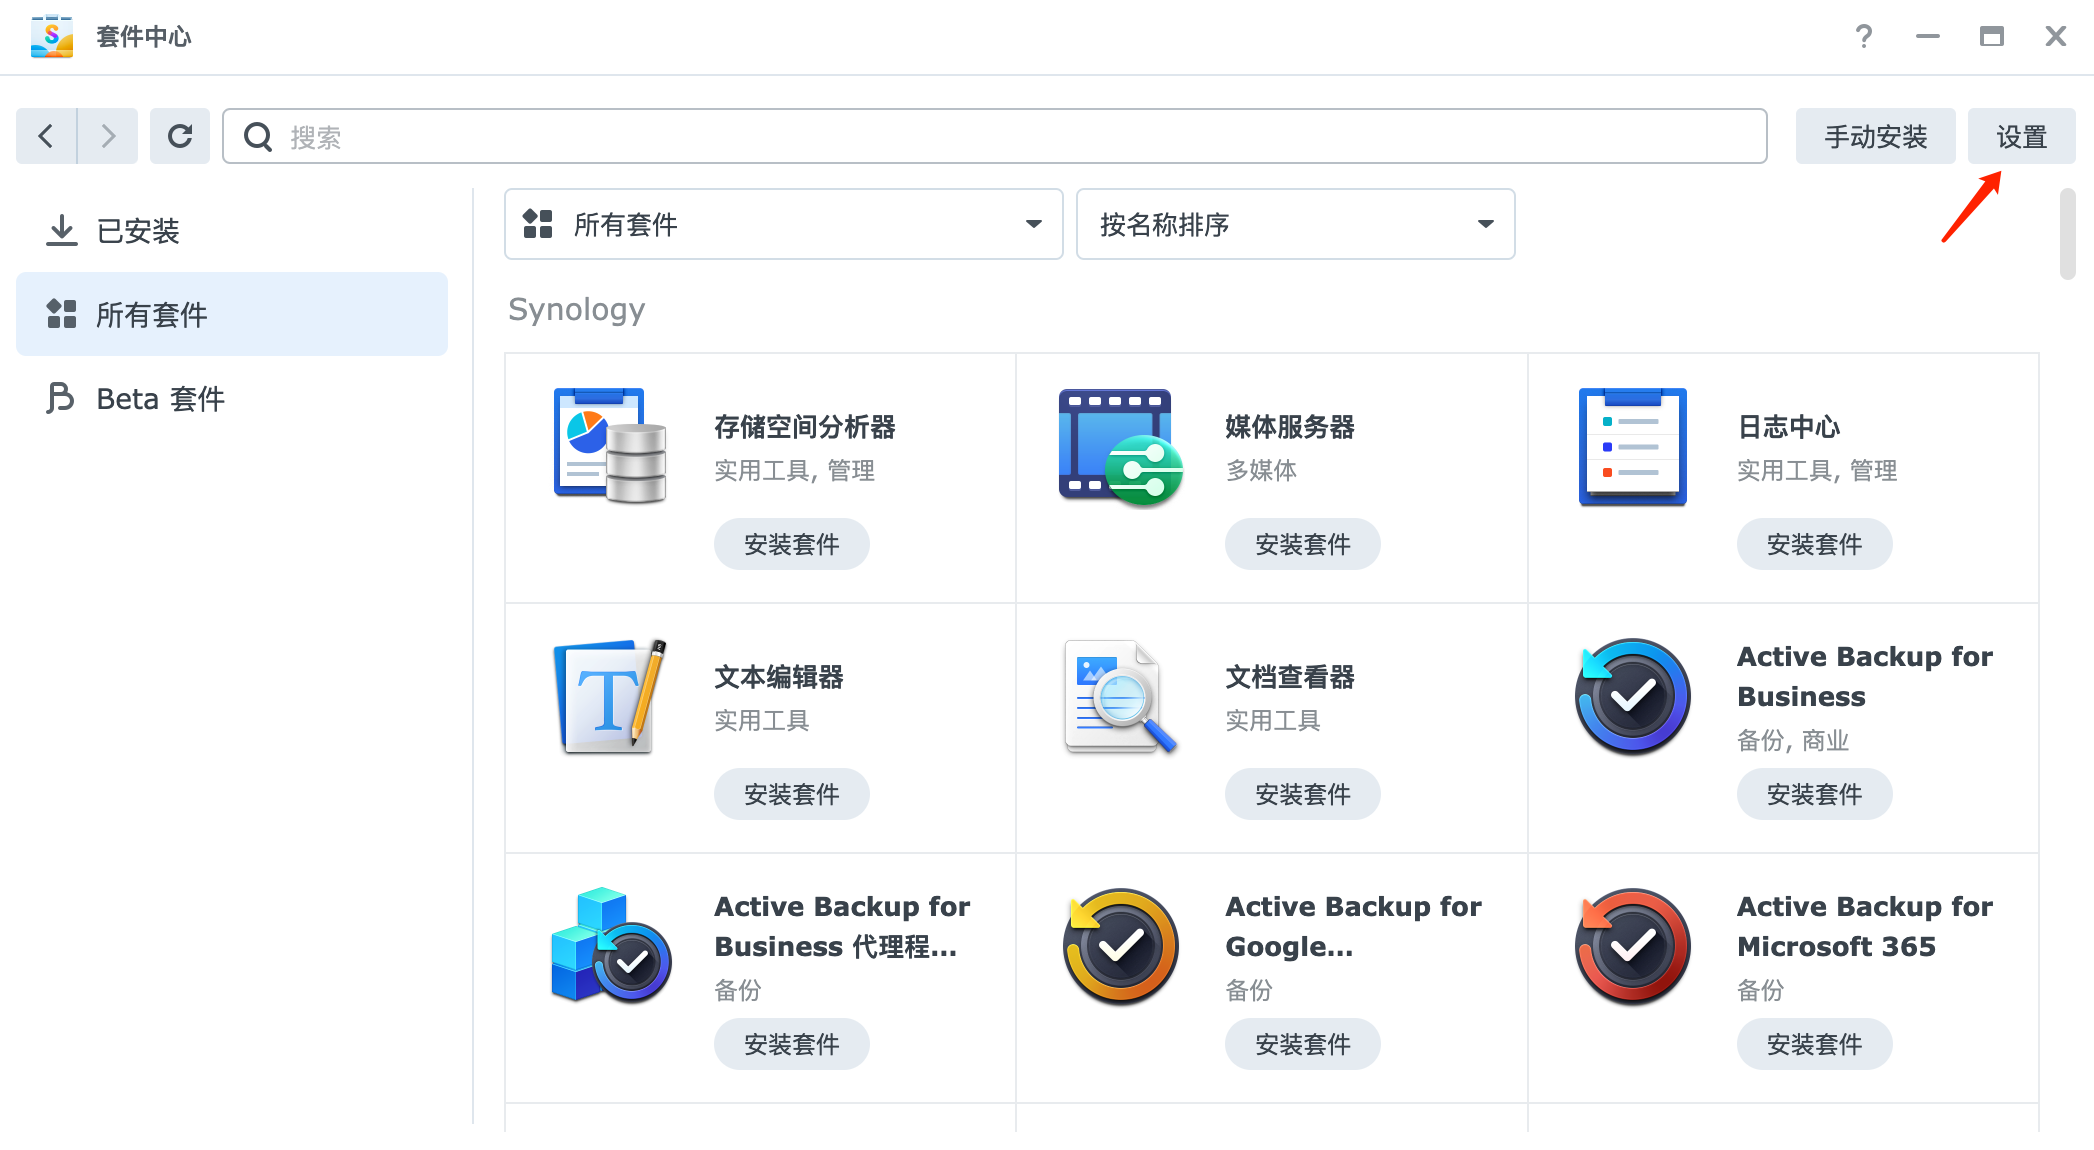 套件中心
搜索
手动安装
设置
已安装
所有套件
Beta 套件
所有套件
按名称排序
Synology
存储空间分析器
实用工具, 管理
安装套件
媒体服务器
多媒体
安装套件
日志中心
实用工具, 管理
安装套件
文本编辑器
实用工具
安装套件
文档查看器
实用工具
安装套件
Active Backup for
Business
备份, 商业
安装套件
Active Backup for
Business 代理程...
备份
安装套件
Active Backup for
Google...
备份
安装套件
Active Backup for
Microsoft 365
备份
安装套件